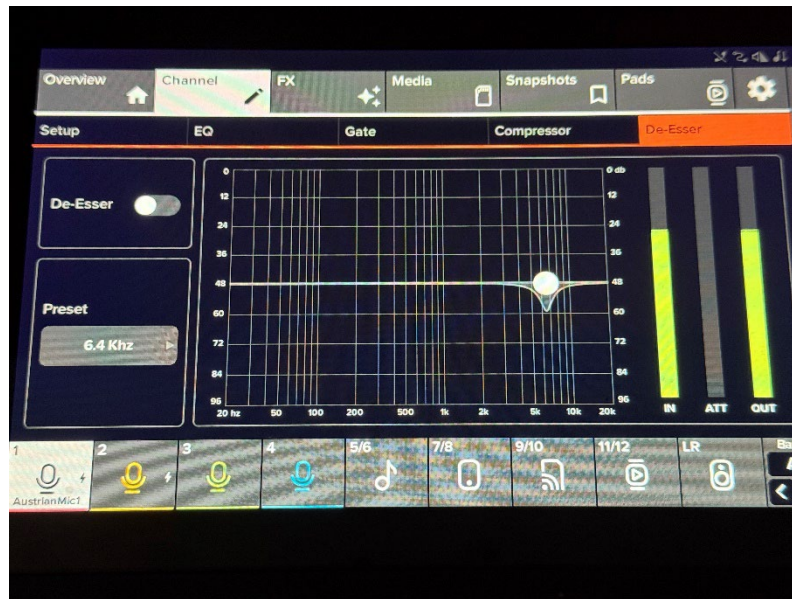 Overview
Channel
FX
Media
Snapshots
Pads
Setup
EQ
Gate
Compressor
De-Esser
De-Esser
Preset
6.4 Khz
0
12
24
36
48
60
72
84
96
0 db
12
24
36
48
60
72
84
96
20 hz 50 100 200 500 1k 2k 5k 10k 20k
IN ATT OUT
1
AustrianMic1
2
3
4
5/6
7/8
9/10
11/12
LR
Ba